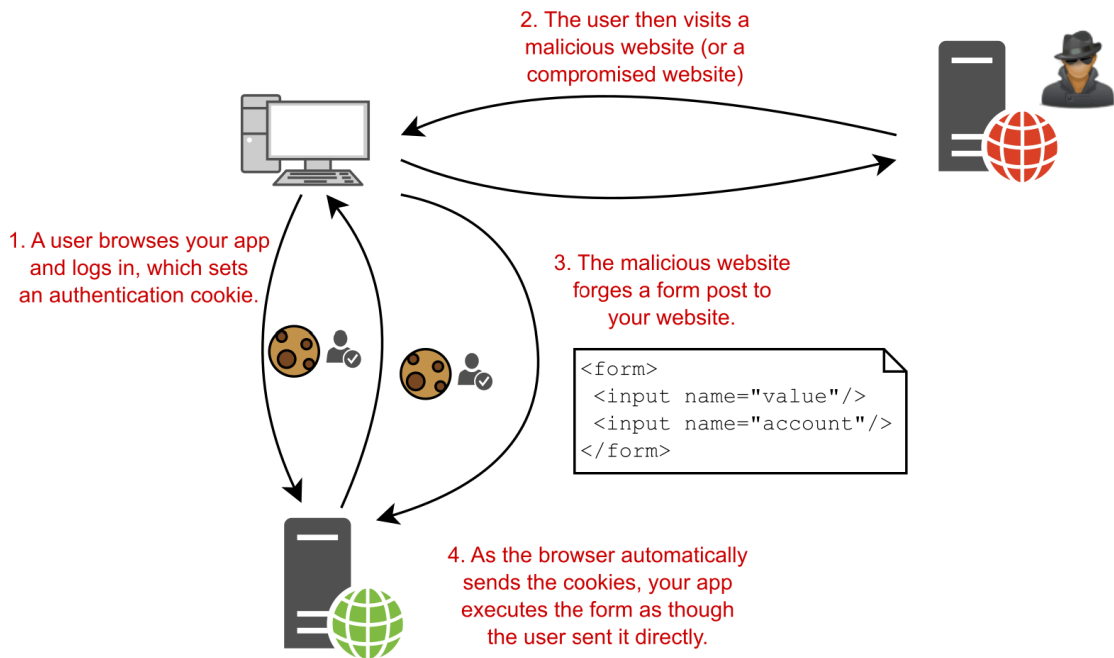 2. The user then visits a
malicious website (or a
compromised website)
1. A user browses your app
and logs in, which sets
an authentication cookie.
3. The malicious website
forges a form post to
your website.
<form>
<input name="value"/>
<input name="account"/>
</form>
4. As the browser automatically
sends the cookies, your app
executes the form as though
the user sent it directly.